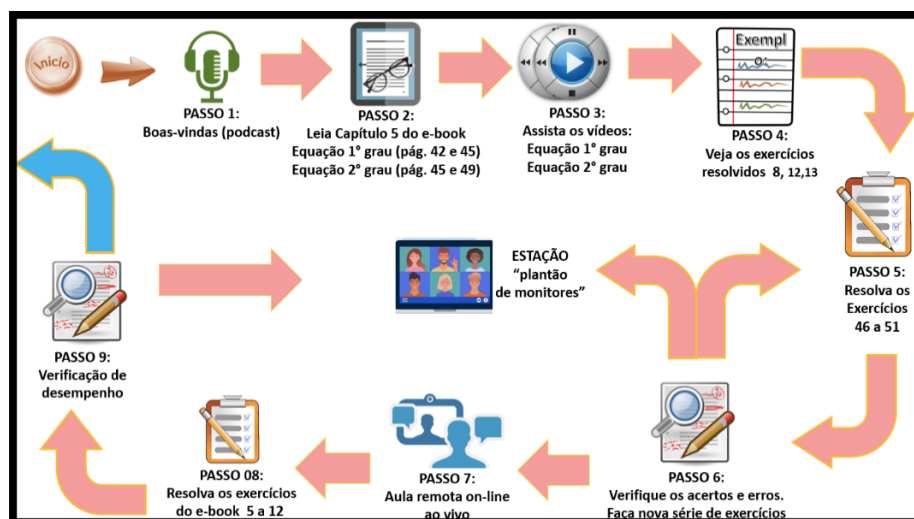 Início
PASSO 1:
Boas-vindas (podcast)
PASSO 2:
Leia Capítulo 5 do e-book
Equação 1° grau (pág. 42 e 45)
Equação 2° grau (pág. 45 e 49)
PASSO 3:
Assista os vídeos:
Equação 1° grau
Equação 2° grau
Exempl
o:
PASSO 4:
Veja os exercícios
resolvidos 8, 12,13
PASSO 5:
Resolva os
Exercícios
46 a 51
ESTAÇÃO
“plantão
de monitores”
PASSO 6:
Verifique os acertos e erros.
Faça nova série de exercícios
PASSO 7:
Aula remota on-line
ao vivo
PASSO 08:
Resolva os exercícios
do e-book 5 a 12
PASSO 9:
Verificação de
desempenho